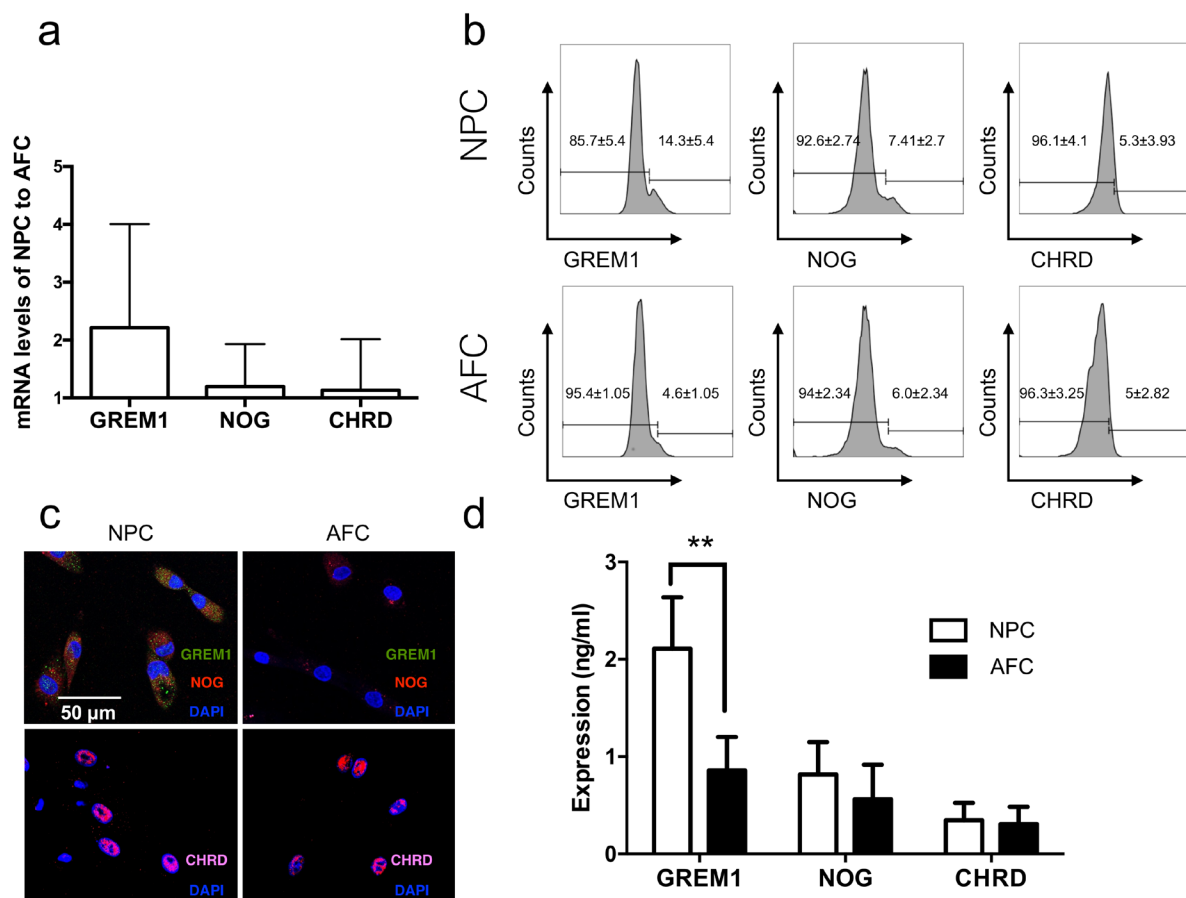 a
mRNA levels of NPC to AFC
5
4
3
2
1
GREM1 NOG CHRD
b
NPC
Counts
85.7±5.4 14.3±5.4
GREM1
Counts
92.6±2.74 7.41±2.7
NOG
Counts
96.1±4.1 5.3±3.93
CHRD
AFC
Counts
95.4±1.05 4.6±1.05
GREM1
Counts
94±2.34 6.0±2.34
NOG
Counts
96.3±3.25 5±2.82
CHRD
c
NPC AFC
GREM1
NOG
DAPI
50 μm
GREM1
NOG
DAPI
CHRD
DAPI
CHRD
DAPI
d
Expression (ng/ml)
3
2
1
0
**
NPC
AFC
GREM1 NOG CHRD